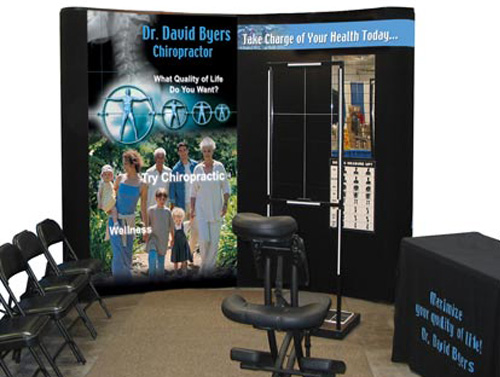 Dr. David Byers
Chiropractor
What Quality of Life
Do You Want?
Try Chiropractic
Wellness
Take Charge of Your Health Today...
Maximize
your quality of life!
Dr. David Byers